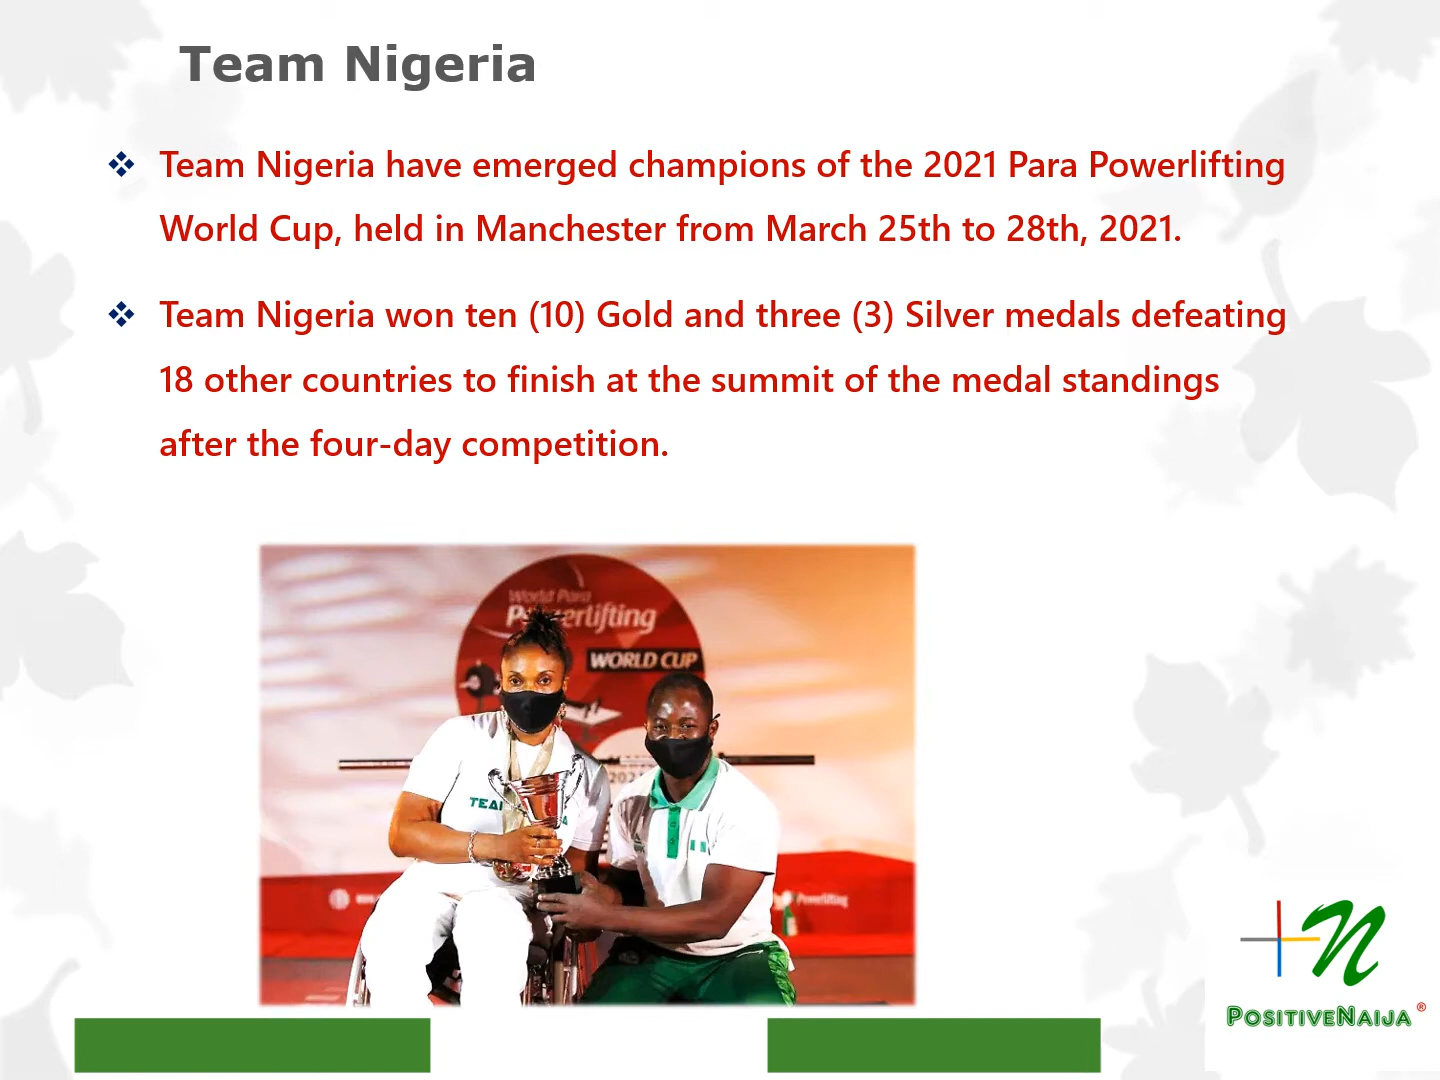 Team Nigeria
❖ Team Nigeria have emerged champions of the 2021 Para Powerlifting
World Cup, held in Manchester from March 25th to 28th, 2021.
❖ Team Nigeria won ten (10) Gold and three (3) Silver medals defeating
18 other countries to finish at the summit of the medal standings
after the four-day competition.
World Para
WORLD CUP
Powerlifting
N
POSITIVENAIJA®